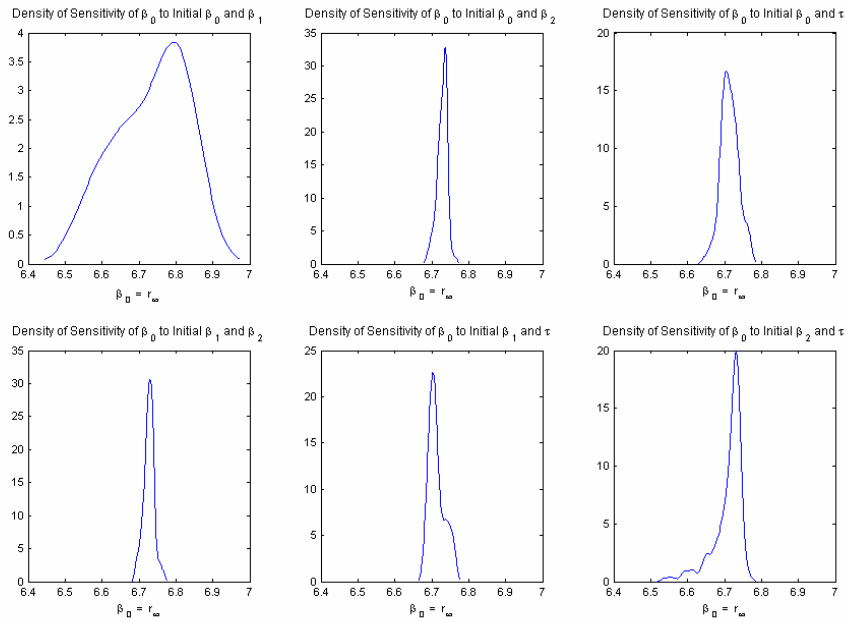 Density of Sensitivity of β₀ to Initial β₀ and β₁
4
3.5
3
2.5
2
1.5
1
0.5
0
6.4 6.5 6.6 6.7 6.8 6.9 7
β▯ = r∞
Density of Sensitivity of β₀ to Initial β₀ and β₂
35
30
25
20
15
10
5
0
6.4 6.5 6.6 6.7 6.8 6.9 7
β▯ = r∞
Density of Sensitivity of β₀ to Initial β₀ and τ
20
15
10
5
0
6.4 6.5 6.6 6.7 6.8 6.9 7
β▯ = r∞
Density of Sensitivity of β₀ to Initial β₁ and β₂
35
30
25
20
15
10
5
0
6.4 6.5 6.6 6.7 6.8 6.9 7
β▯ = r∞
Density of Sensitivity of β₀ to Initial β₁ and τ
25
20
15
10
5
0
6.4 6.5 6.6 6.7 6.8 6.9 7
β▯ = r∞
Density of Sensitivity of β₀ to Initial β₂ and τ
20
15
10
5
0
6.4 6.5 6.6 6.7 6.8 6.9 7
β▯ = r∞